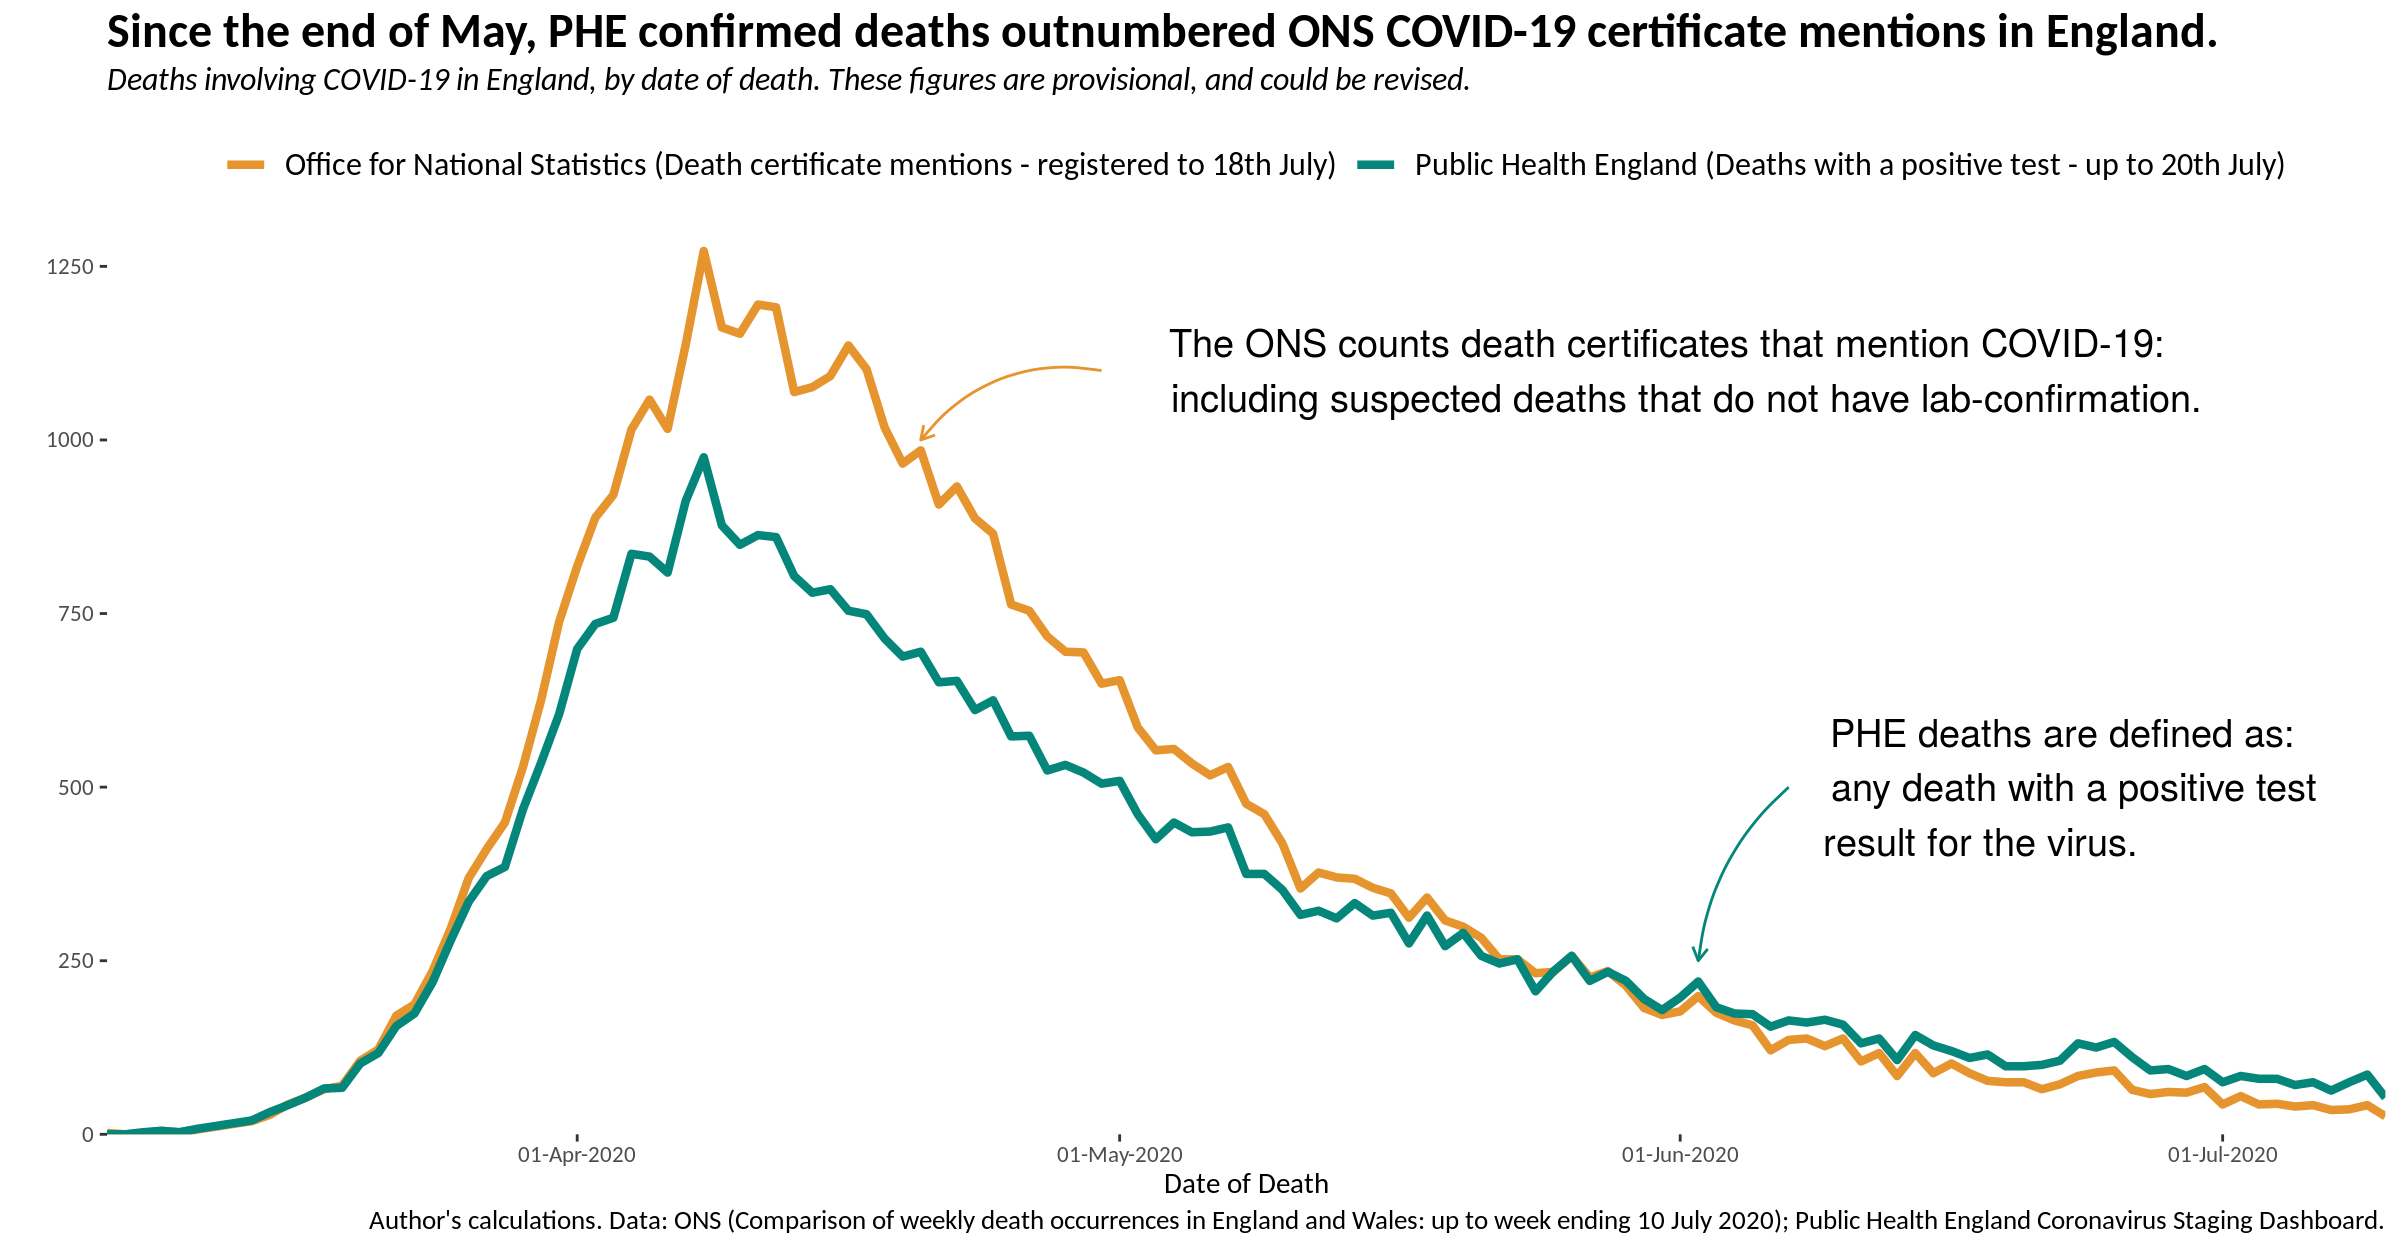 Since the end of May, PHE confirmed deaths outnumbered ONS COVID-19 certificate mentions in England.
Deaths involving COVID-19 in England, by date of death. These figures are provisional, and could be revised.
Office for National Statistics (Death certificate mentions - registered to 18th July)
Public Health England (Deaths with a positive test - up to 20th July)
1250
1000
750
500
250
0
The ONS counts death certificates that mention COVID-19:
including suspected deaths that do not have lab-confirmation.
PHE deaths are defined as:
any death with a positive test
result for the virus.
01-Apr-2020
01-May-2020
01-Jun-2020
01-Jul-2020
Date of Death
Author's calculations. Data: ONS (Comparison of weekly death occurrences in England and Wales: up to week ending 10 July 2020); Public Health England Coronavirus Staging Dashboard.